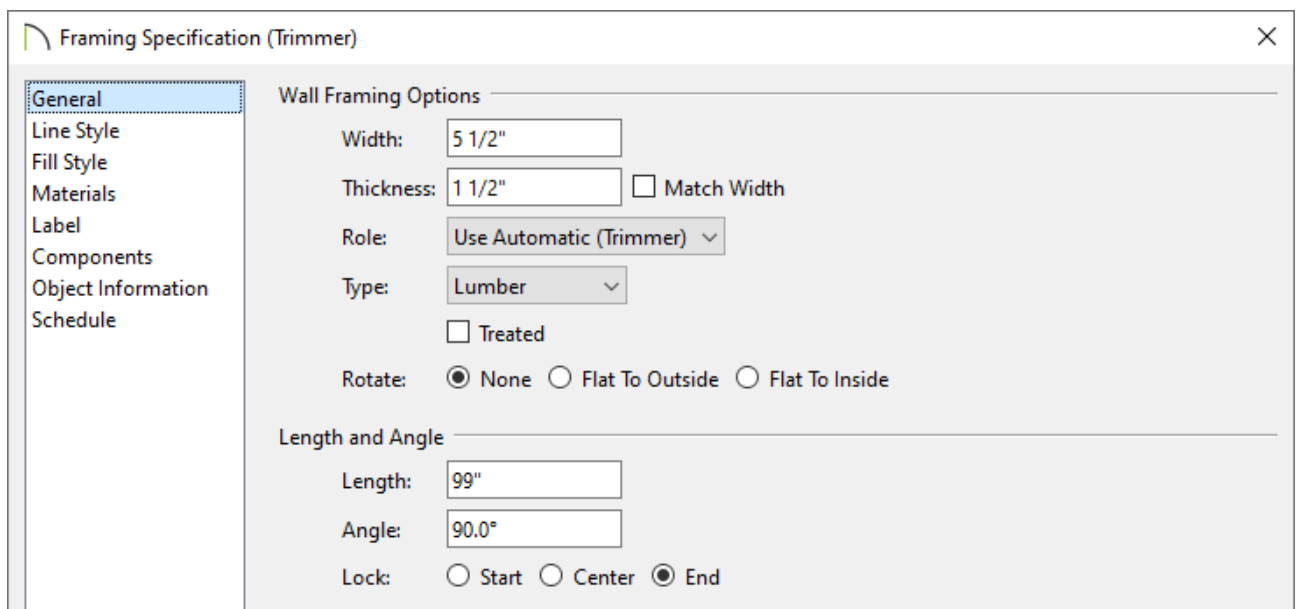 Framing Specification (Trimmer)
General
Line Style
Fill Style
Materials
Label
Components
Object Information
Schedule
Wall Framing Options
Width: 5 1/2"
Thickness: 1 1/2" Match Width
Role: Use Automatic (Trimmer)
Type: Lumber
Treated
Rotate: None Flat To Outside Flat To Inside
Length and Angle
Length: 99"
Angle: 90.0°
Lock: Start Center End